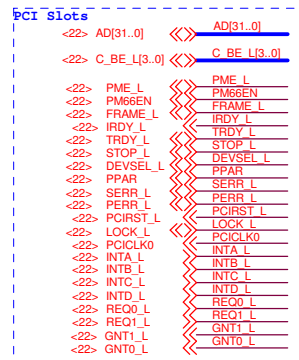 PCI Slots
<22> AD[31..0] AD[31..0]
<22> C_BE_L[3..0] C_BE_L[3..0]
<22> PME_L PME_L
<22> PM66EN PM66EN
<22> FRAME_L FRAME_L
<22> IRDY_L IRDY_L
<22> TRDY_L TRDY_L
<22> STOP_L STOP_L
<22> DEVSEL_L DEVSEL_L
<22> PPAR PPAR
<22> SERR_L SERR_L
<22> PERR_L PERR_L
<22> PCIRST_L PCIRST_L
<22> LOCK_L LOCK_L
<22> PCICLK0 PCICLK0
<22> INTA_L INTA_L
<22> INTB_L INTB_L
<22> INTC_L INTC_L
<22> INTD_L INTD_L
<22> REQ0_L REQ0_L
<22> REQ1_L REQ1_L
<22> GNT1_L GNT1_L
<22> GNT0_L GNT0_L